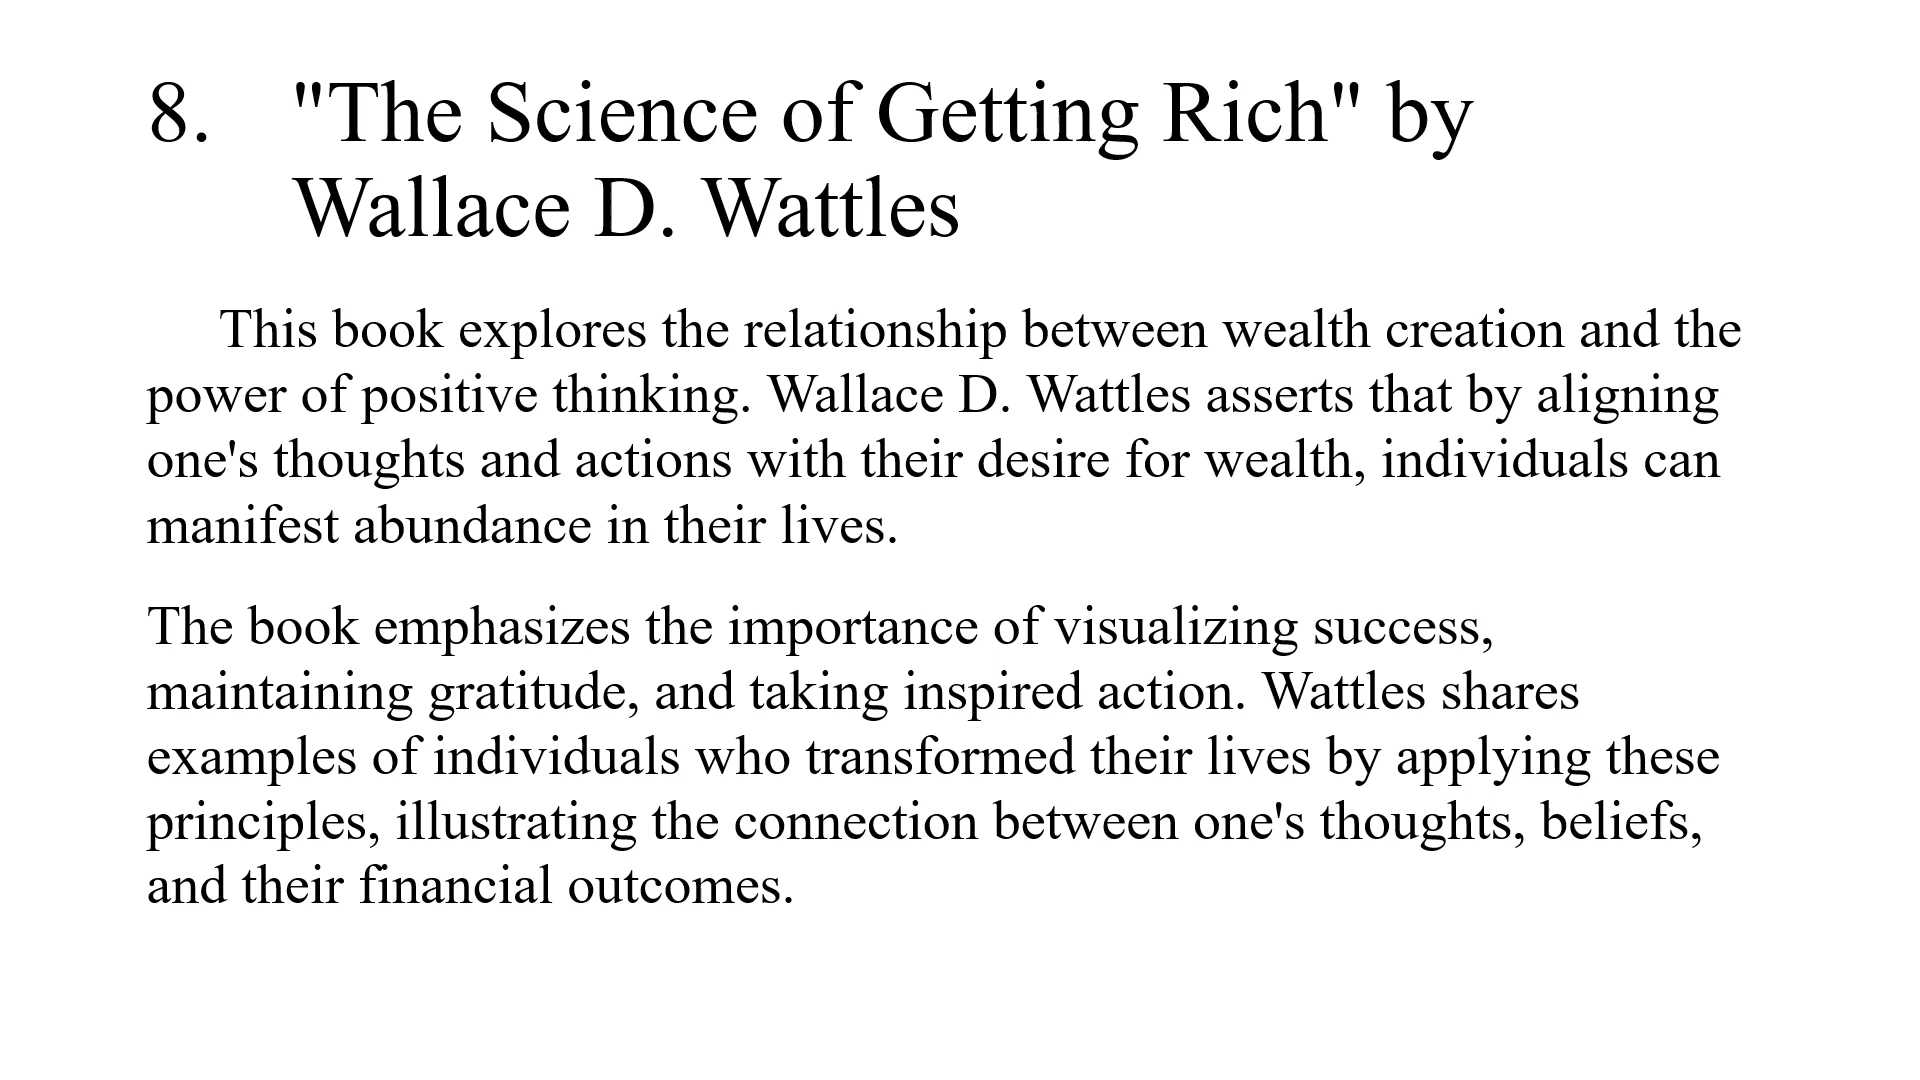 8. "The Science of Getting Rich" by
Wallace D. Wattles
This book explores the relationship between wealth creation and the
power of positive thinking. Wallace D. Wattles asserts that by aligning
one's thoughts and actions with their desire for wealth, individuals can
manifest abundance in their lives.
The book emphasizes the importance of visualizing success,
maintaining gratitude, and taking inspired action. Wattles shares
examples of individuals who transformed their lives by applying these
principles, illustrating the connection between one's thoughts, beliefs,
and their financial outcomes.